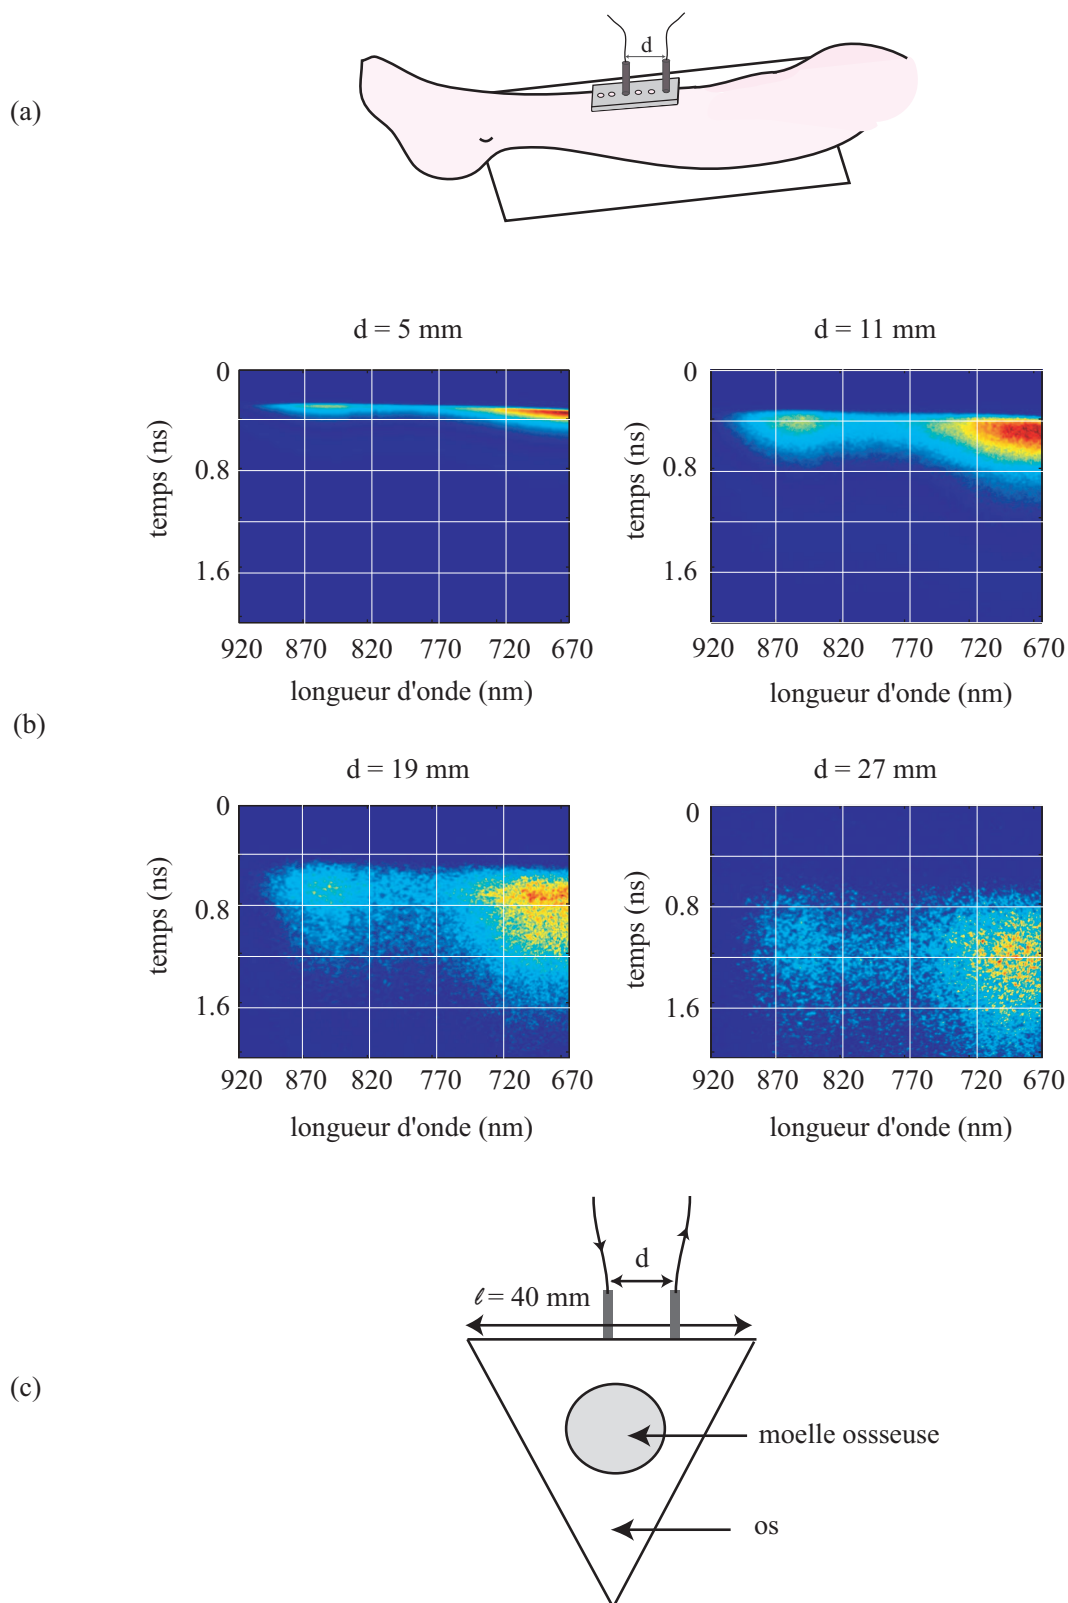 (a)
d
d = 5 mm
d = 11 mm
0
0.8
1.6
temps (ns)
920 870 820 770 720 670
longueur d'onde (nm)
0
0.8
1.6
temps (ns)
920 870 820 770 720 670
longueur d'onde (nm)
(b)
d = 19 mm
d = 27 mm
0
0.8
1.6
temps (ns)
920 870 820 770 720 670
longueur d'onde (nm)
0
0.8
1.6
temps (ns)
920 870 820 770 720 670
longueur d'onde (nm)
(c)
d
ℓ = 40 mm
moelle ossseuse
os